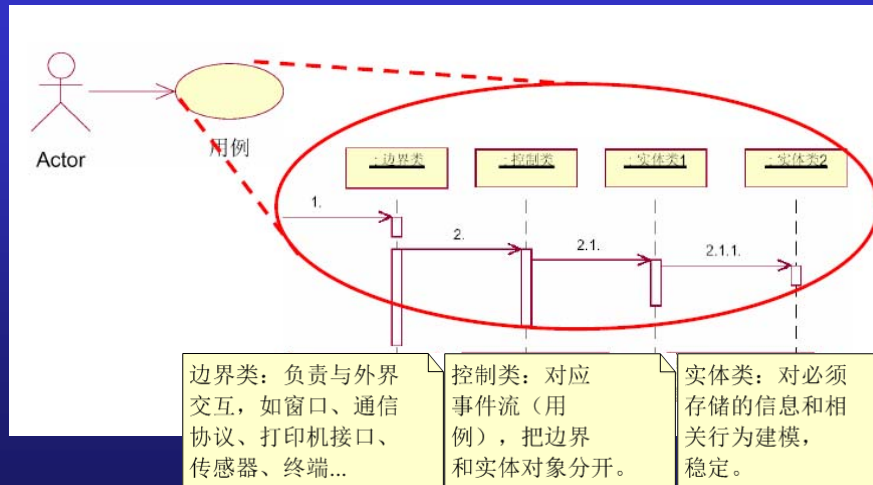 Actor
用例
: 边界类
: 控制类
: 实体类1
: 实体类2
1.
2.
2.1.
2.1.1.
边界类：负责与外界
交互，如窗口、通信
协议、打印机接口、
传感器、终端...
控制类：对应
事件流（用
例），把边界
和实体对象分开。
实体类：对必须
存储的信息和相
关行为建模，
稳定。